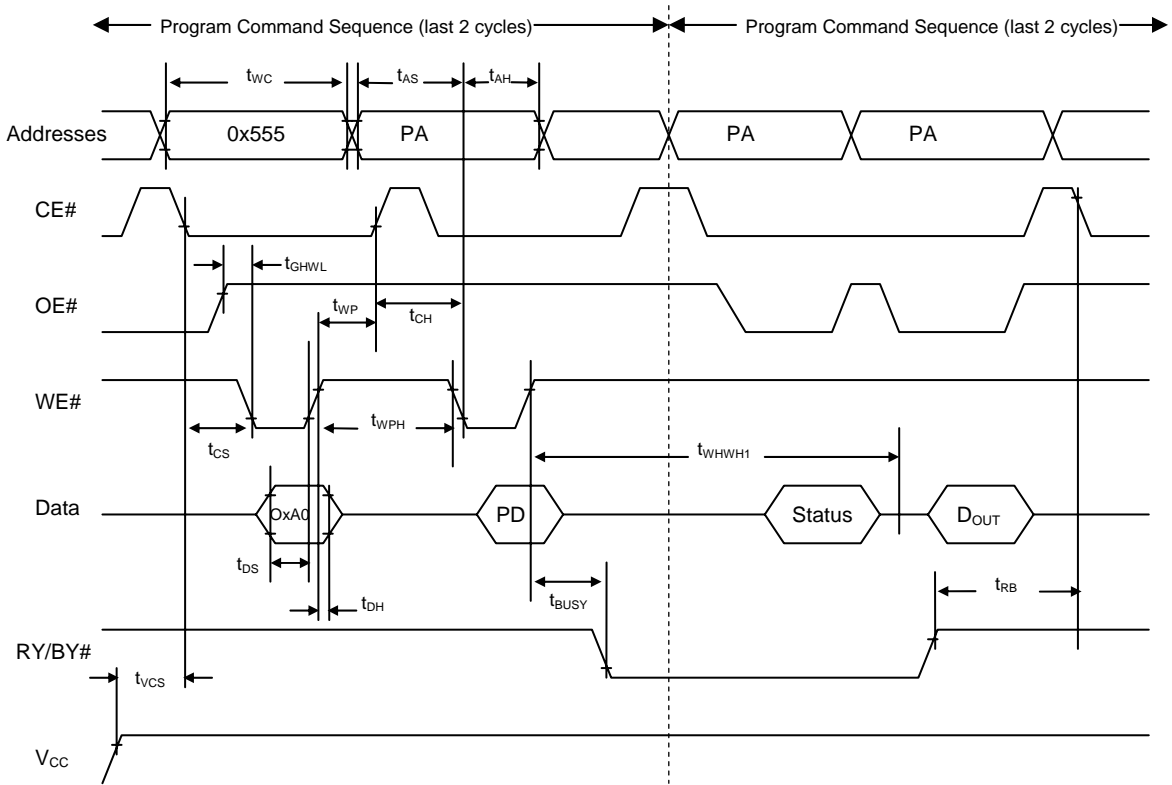 Program Command Sequence (last 2 cycles) Program Command Sequence (last 2 cycles)
tWC tAS tAH
Addresses 0x555 PA PA PA
CE#
tGHWL
OE# tWP tCH
WE# tWPH
tCS tWHWH1
Data OxA0 PD Status DOUT
tDS tDH tBUSY tRB
RY/BY#
tVCS
VCC